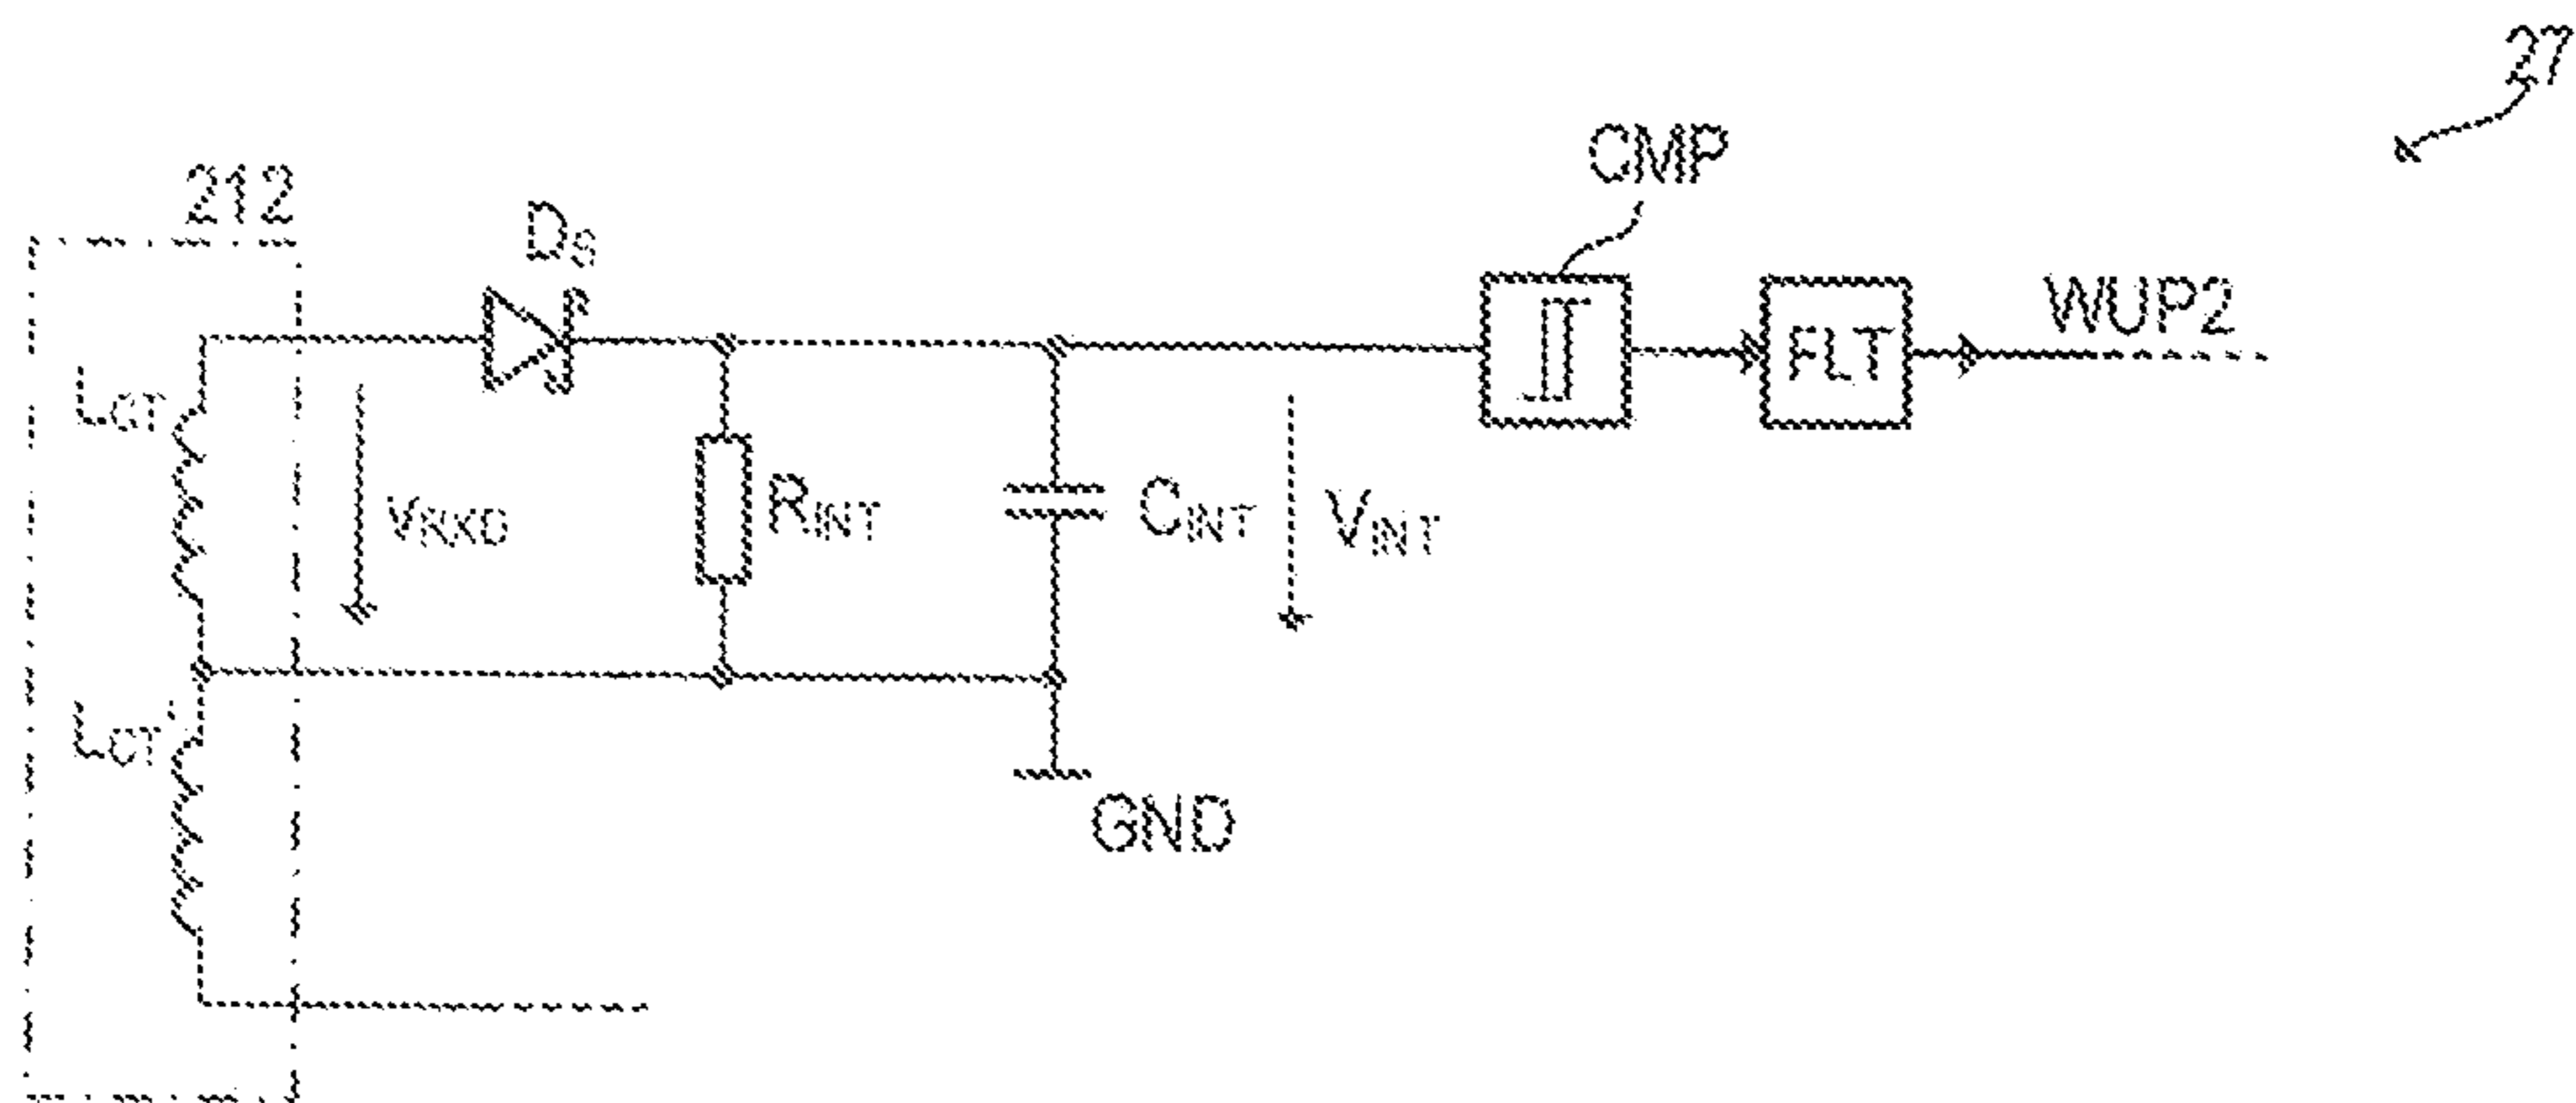 27
212
DS
CMP
WUP2
FLT
LCT
VRXD
RINT
CINT
VINT
LCT'
GND